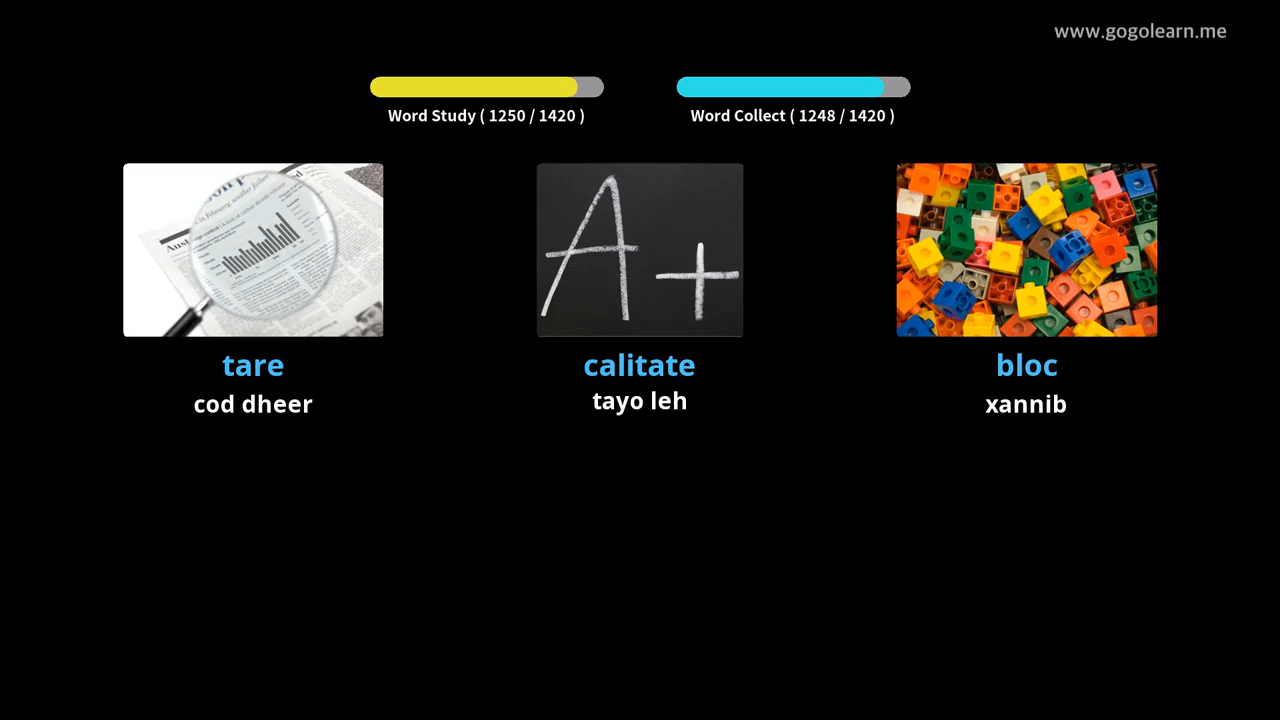 www.gogolearn.me
Word Study ( 1250 / 1420 )
Word Collect ( 1248 / 1420 )
A+
tare
calitate
bloc
cod dheer
tayo leh
xannib